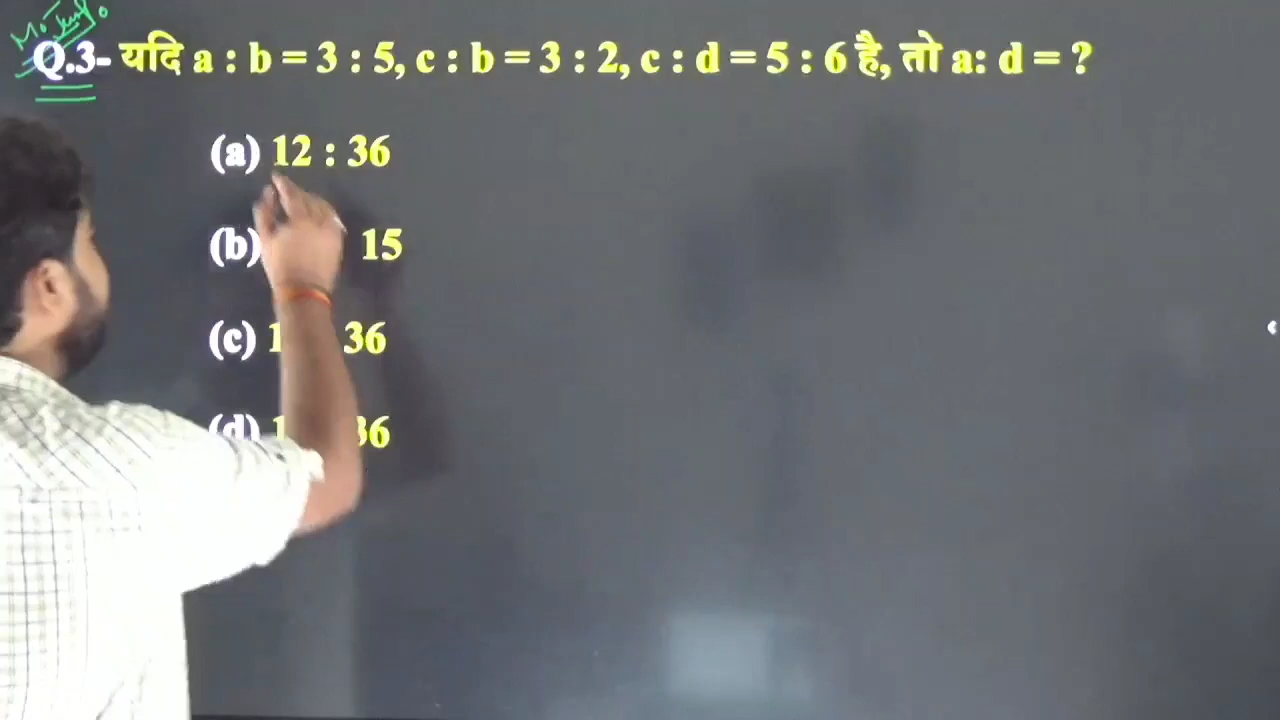 Q.3- यदि a : b = 3 : 5, c : b = 3 : 2, c : d = 5 : 6 है, तो a: d = ?
(a) 12 : 36
(b) 15
(c) 36
(d) 36